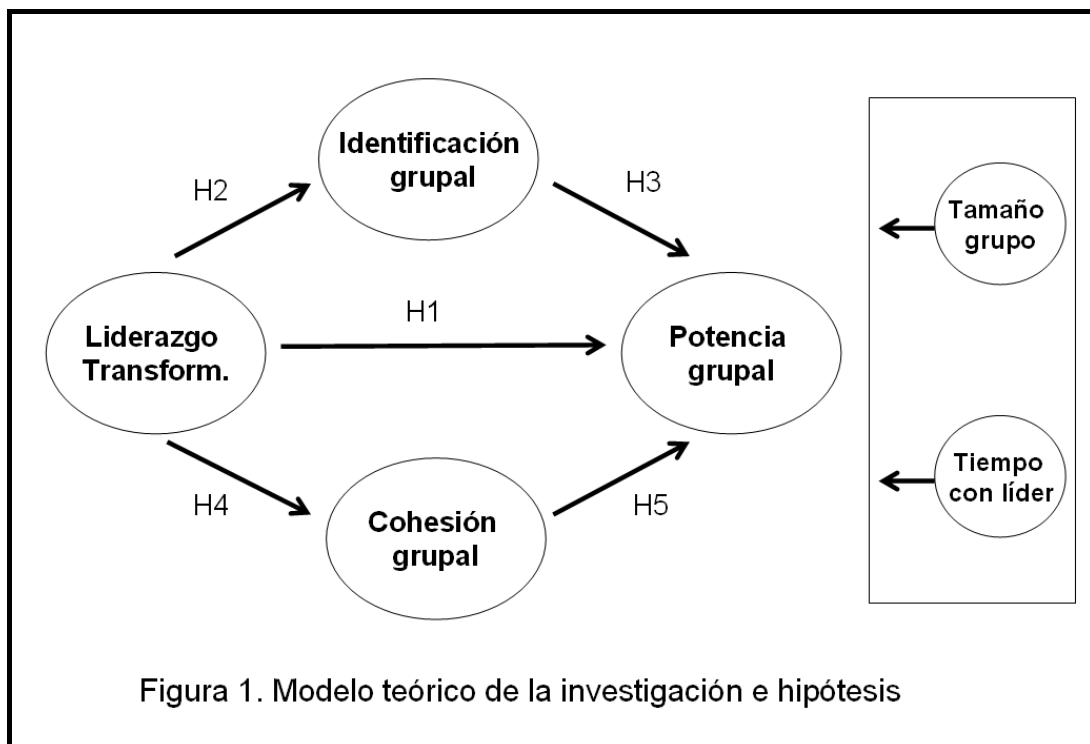 Identificación
grupal
H2
H3
Tamaño
grupo
H1
Liderazgo
Transform.
Potencia
grupal
H4
H5
Cohesión
grupal
Tiempo
con líder
Figura 1. Modelo teórico de la investigación e hipótesis